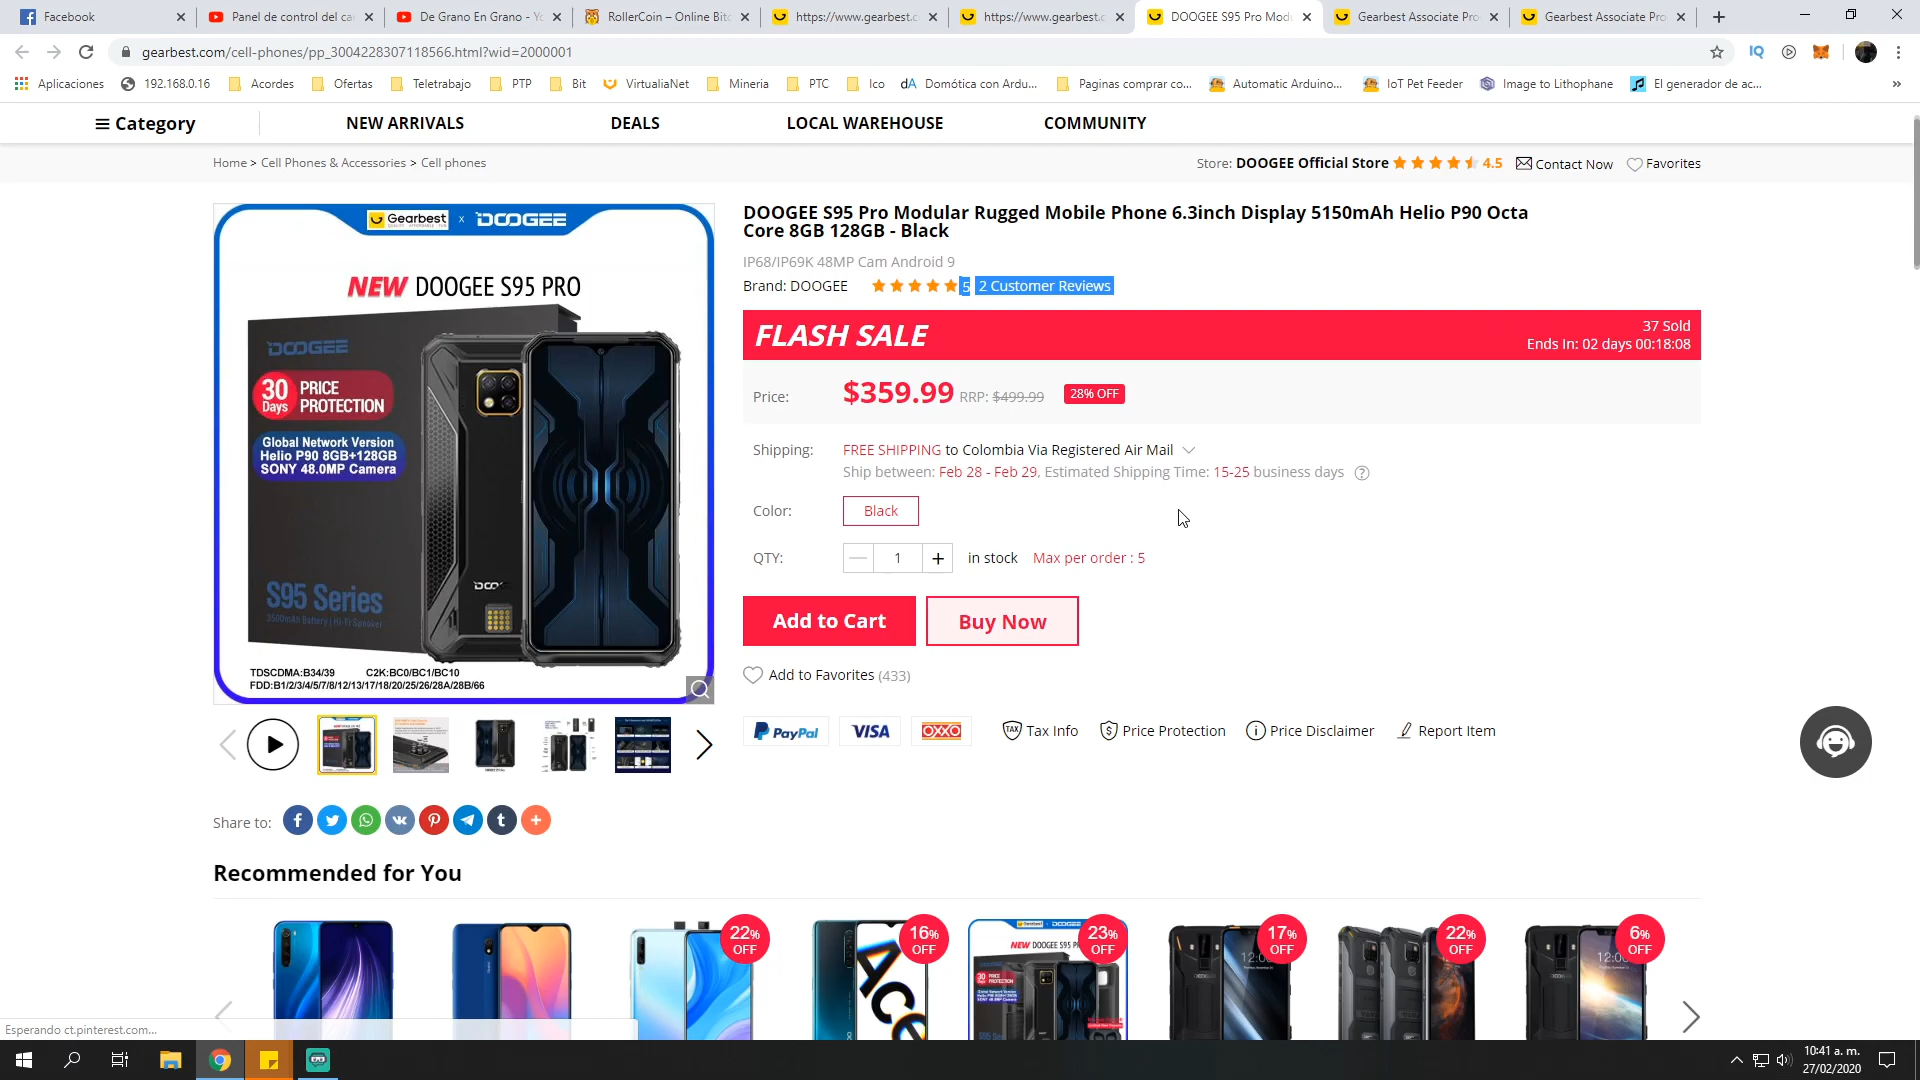 Facebook
Panel de control del ca
De Grano En Grano - Yo
RollerCoin – Online Bitc
https://www.gearbest.c
https://www.gearbest.c
DOOGEE S95 Pro Modu
Gearbest Associate Pro
Gearbest Associate Pro
gearbest.com/cell-phones/pp_3004228307118566.html?wid=2000001
Aplicaciones
192.168.0.16
Acordes
Ofertas
Teletrabajo
PTP
Bit
VirtualiaNet
Mineria
PTC
Ico
Domótica con Ardu...
Paginas comprar co...
Automatic Arduino...
IoT Pet Feeder
Image to Lithophane
El generador de ac...
Category
NEW ARRIVALS
DEALS
LOCAL WAREHOUSE
COMMUNITY
Home > Cell Phones & Accessories > Cell phones
Store: DOOGEE Official Store 4.5 Contact Now Favorites
Gearbest x DOOGEE
NEW DOOGEE S95 PRO
DOOGEE
30 Days PRICE PROTECTION
Global Network Version
Helio P90 8GB+128GB
SONY 48.0MP Camera
S95 Series
3500mAh Battery | Hi-Fi Speaker
TDSCDMA:B34/39 C2K:BC0/BC1/BC10
FDD:B1/2/3/4/5/7/8/12/13/17/18/20/25/26/28A/28B/66
DOOGEE S95 Pro Modular Rugged Mobile Phone 6.3inch Display 5150mAh Helio P90 Octa
Core 8GB 128GB - Black
IP68/IP69K 48MP Cam Android 9
Brand: DOOGEE 5 2 Customer Reviews
FLASH SALE
37 Sold
Ends In: 02 days 00:18:08
Price: $359.99 RRP: $499.99 28% OFF
Shipping: FREE SHIPPING to Colombia Via Registered Air Mail
Ship between: Feb 28 - Feb 29, Estimated Shipping Time: 15-25 business days
Color: Black
QTY: 1 + in stock Max per order : 5
Add to Cart
Buy Now
Add to Favorites (433)
PayPal
VISA
OXXO
TAX Tax Info
Price Protection
Price Disclaimer
Report Item
Share to:
Recommended for You
22% OFF
16% OFF
23% OFF
17% OFF
22% OFF
6% OFF
Esperando ct.pinterest.com...
10:41 a. m.
27/02/2020